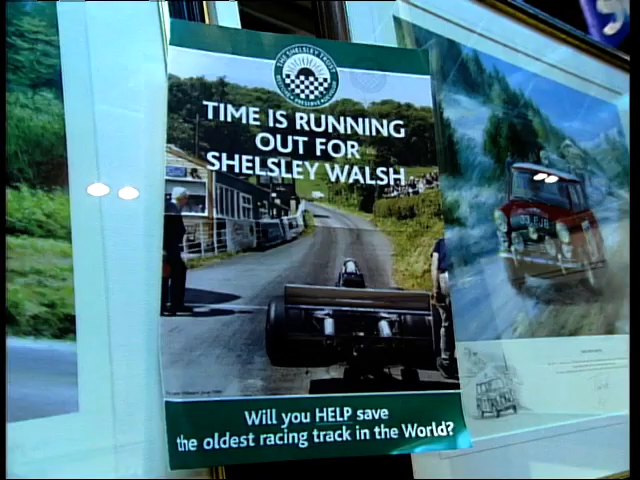 THE SHELSLEY TRUST
TIME IS RUNNING
OUT FOR
SHELSLEY WALSH
Will you HELP save
the oldest racing track in the World?